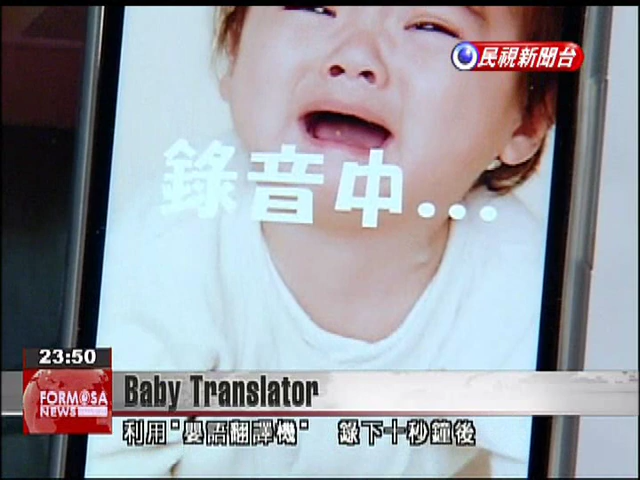 民視新聞台
錄音中...
23:50
FORMOSA
NEWS
Baby Translator
利用"嬰語翻譯機" 錄下十秒鐘後